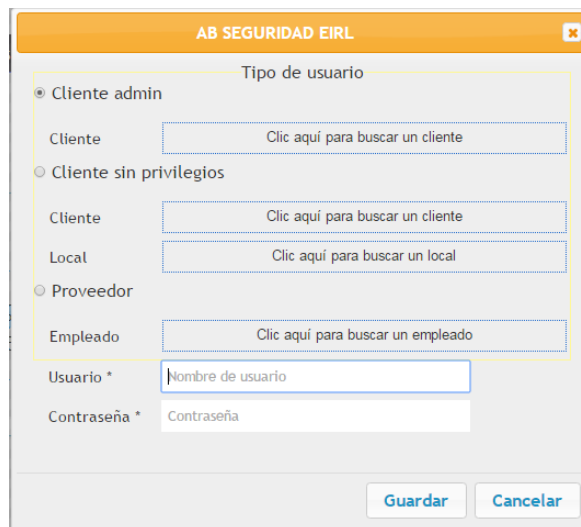 AB SEGURIDAD EIRL
Tipo de usuario
Cliente admin
Cliente Clic aquí para buscar un cliente
Cliente sin privilegios
Cliente Clic aquí para buscar un cliente
Local Clic aquí para buscar un local
Proveedor
Empleado Clic aquí para buscar un empleado
Usuario * Nombre de usuario
Contraseña * Contraseña
Guardar Cancelar